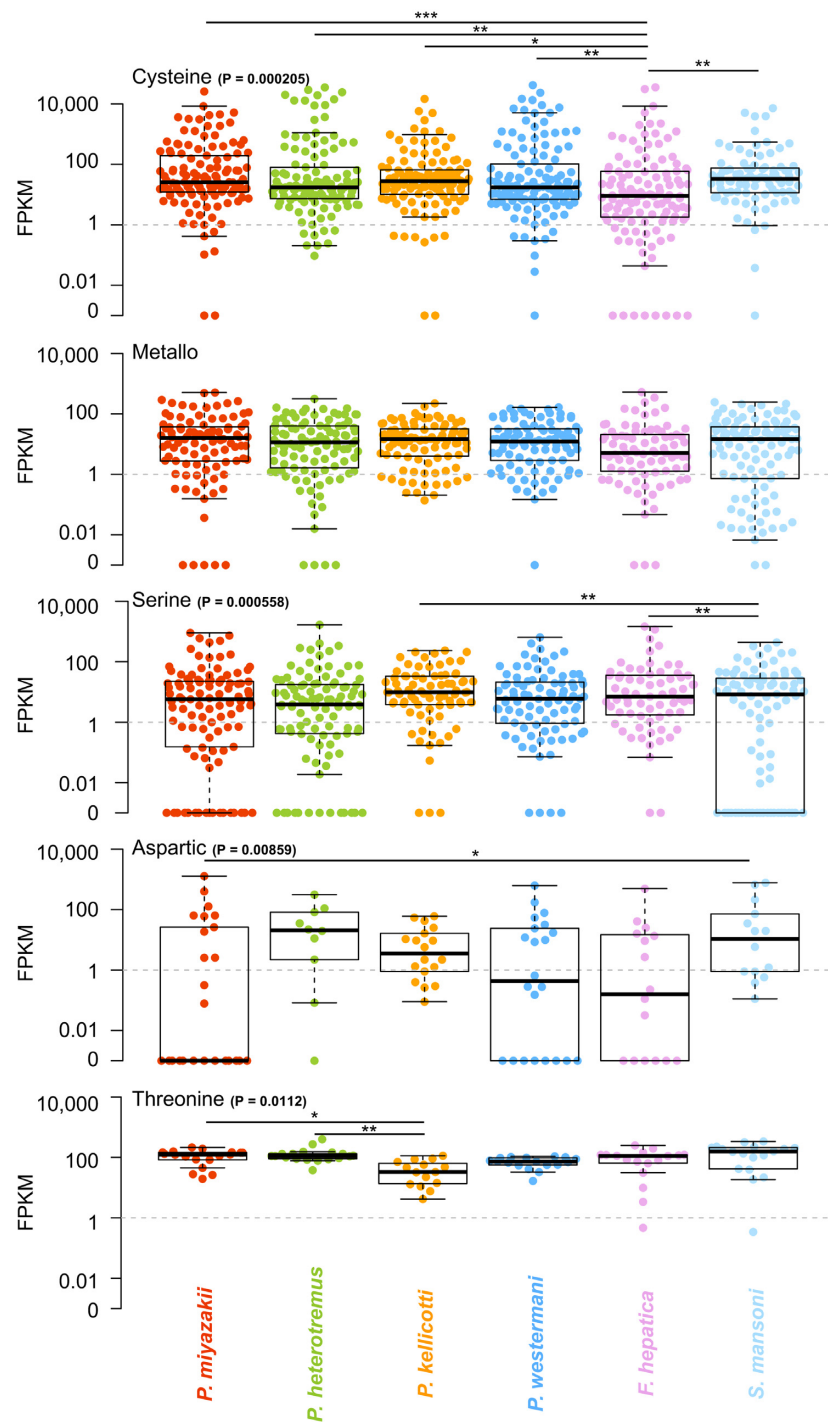 ***
**
*
**
**
Cysteine (P = 0.000205)
10,000
100
1
0.01
0
FPKM
Metallo
10,000
100
1
0.01
0
FPKM
Serine (P = 0.000558)
**
**
10,000
100
1
0.01
0
FPKM
Aspartic (P = 0.00859)
*
10,000
100
1
0.01
0
FPKM
Threonine (P = 0.0112)
*
**
10,000
100
1
0.01
0
FPKM
P. miyazakii
P. heterotremus
P. kellicotti
P. westermani
F. hepatica
S. mansoni